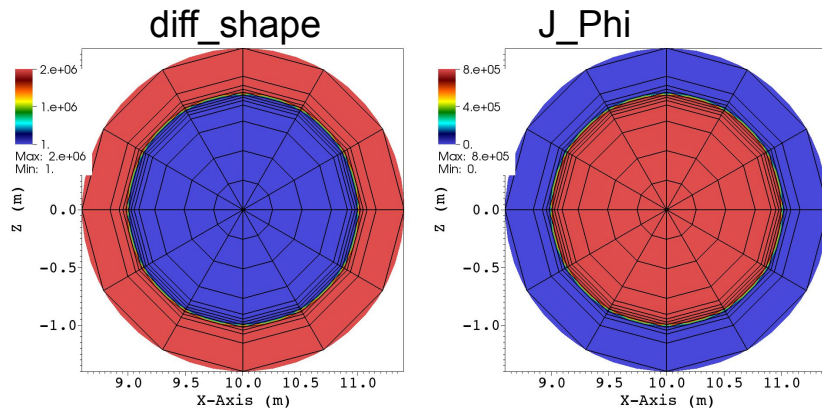 diff_shape
J_Phi
2.e+06
1.e+06
1.
Max: 2.e+06
Min: 1.
Z (m)
0.0
-0.5
-1.0
9.0 9.5 10.0 10.5 11.0
X-Axis (m)
8.e+05
4.e+05
0.
Max: 8.e+05
Min: 0.
Z (m)
0.0
-0.5
-1.0
9.0 9.5 10.0 10.5 11.0
X-Axis (m)